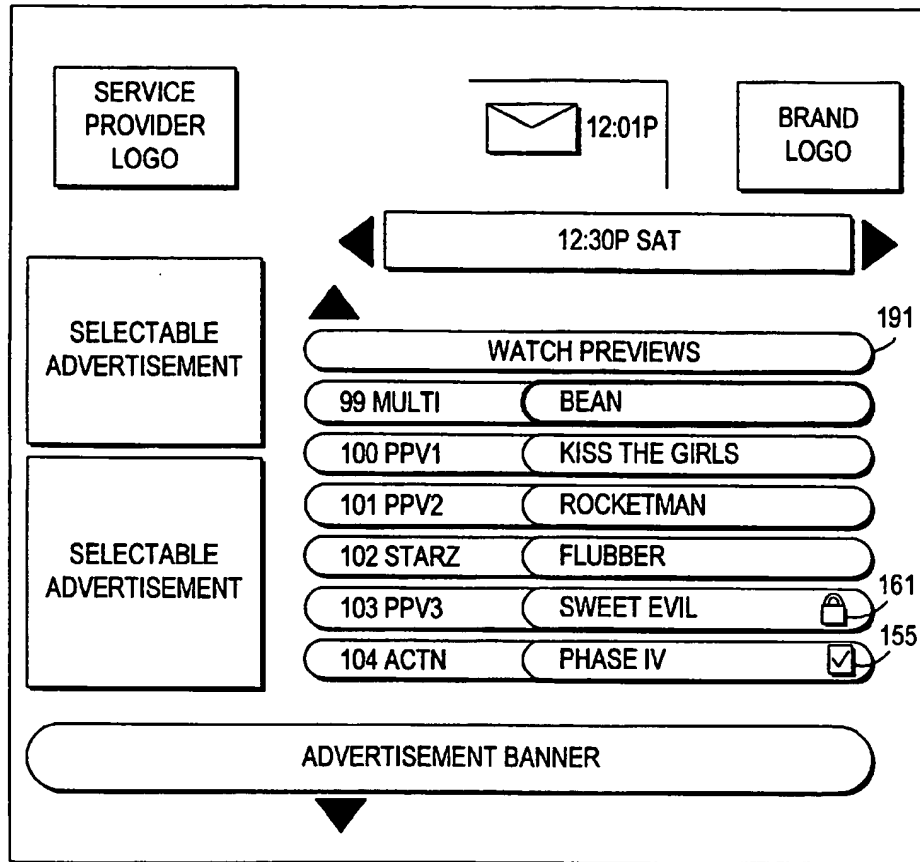 SERVICE
PROVIDER
LOGO
12:01P
BRAND
LOGO
12:30P SAT
SELECTABLE
ADVERTISEMENT
191
WATCH PREVIEWS
99 MULTI BEAN
100 PPV1 KISS THE GIRLS
101 PPV2 ROCKETMAN
SELECTABLE
ADVERTISEMENT
102 STARZ FLUBBER
161
103 PPV3 SWEET EVIL
155
104 ACTN PHASE IV
ADVERTISEMENT BANNER